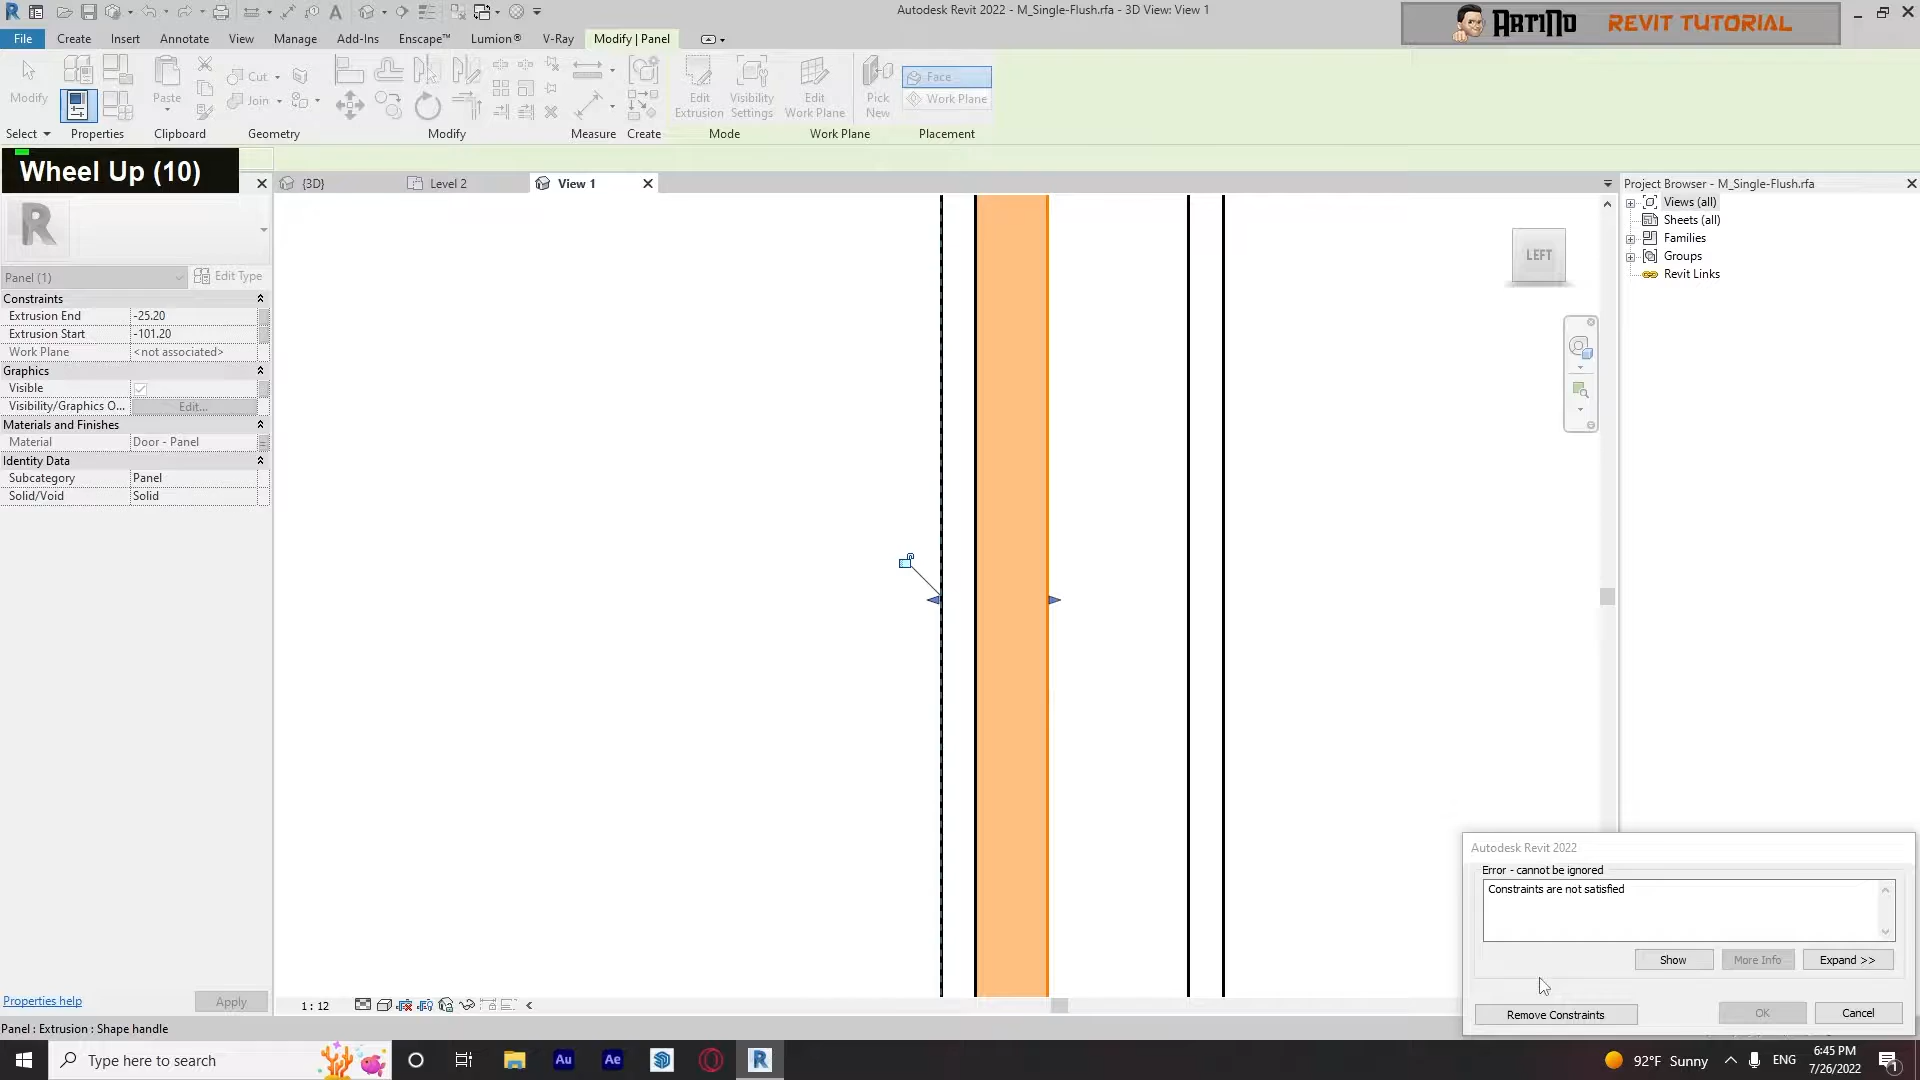 Autodesk Revit 2022 - M_Single-Flush.rfa - 3D View: View 1
ARTINO REVIT TUTORIAL
File Create Insert Annotate View Manage Add-Ins Enscape™ Lumion® V-Ray Modify | Panel
Modify Paste Cut Join Edit Extrusion Visibility Settings Edit Work Plane Pick New Face Work Plane
Select Properties Clipboard Geometry Modify Measure Create Mode Work Plane Placement
Wheel Up (10)
{3D} Level 2 View 1
Project Browser - M_Single-Flush.rfa
Views (all)
Sheets (all)
Families
Groups
Revit Links
LEFT
Panel (1) Edit Type
Constraints
Extrusion End -25.20
Extrusion Start -101.20
Work Plane <not associated>
Graphics
Visible
Visibility/Graphics O... Edit...
Materials and Finishes
Material Door - Panel
Identity Data
Subcategory Panel
Solid/Void Solid
Properties help Apply
1 : 12
Autodesk Revit 2022
Error - cannot be ignored
Constraints are not satisfied
Show More Info Expand >>
Remove Constraints OK Cancel
Panel : Extrusion : Shape handle
Type here to search
Au Ae R
92°F Sunny ENG 6:45 PM
7/26/2022
1